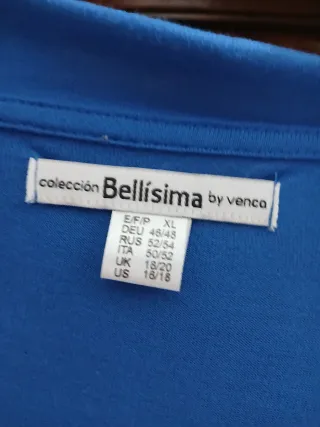 colección Bellísima by venca
E/F/P XL
DEU 46/48
RUS 52/54
ITA 50/52
UK 18/20
US 16/18